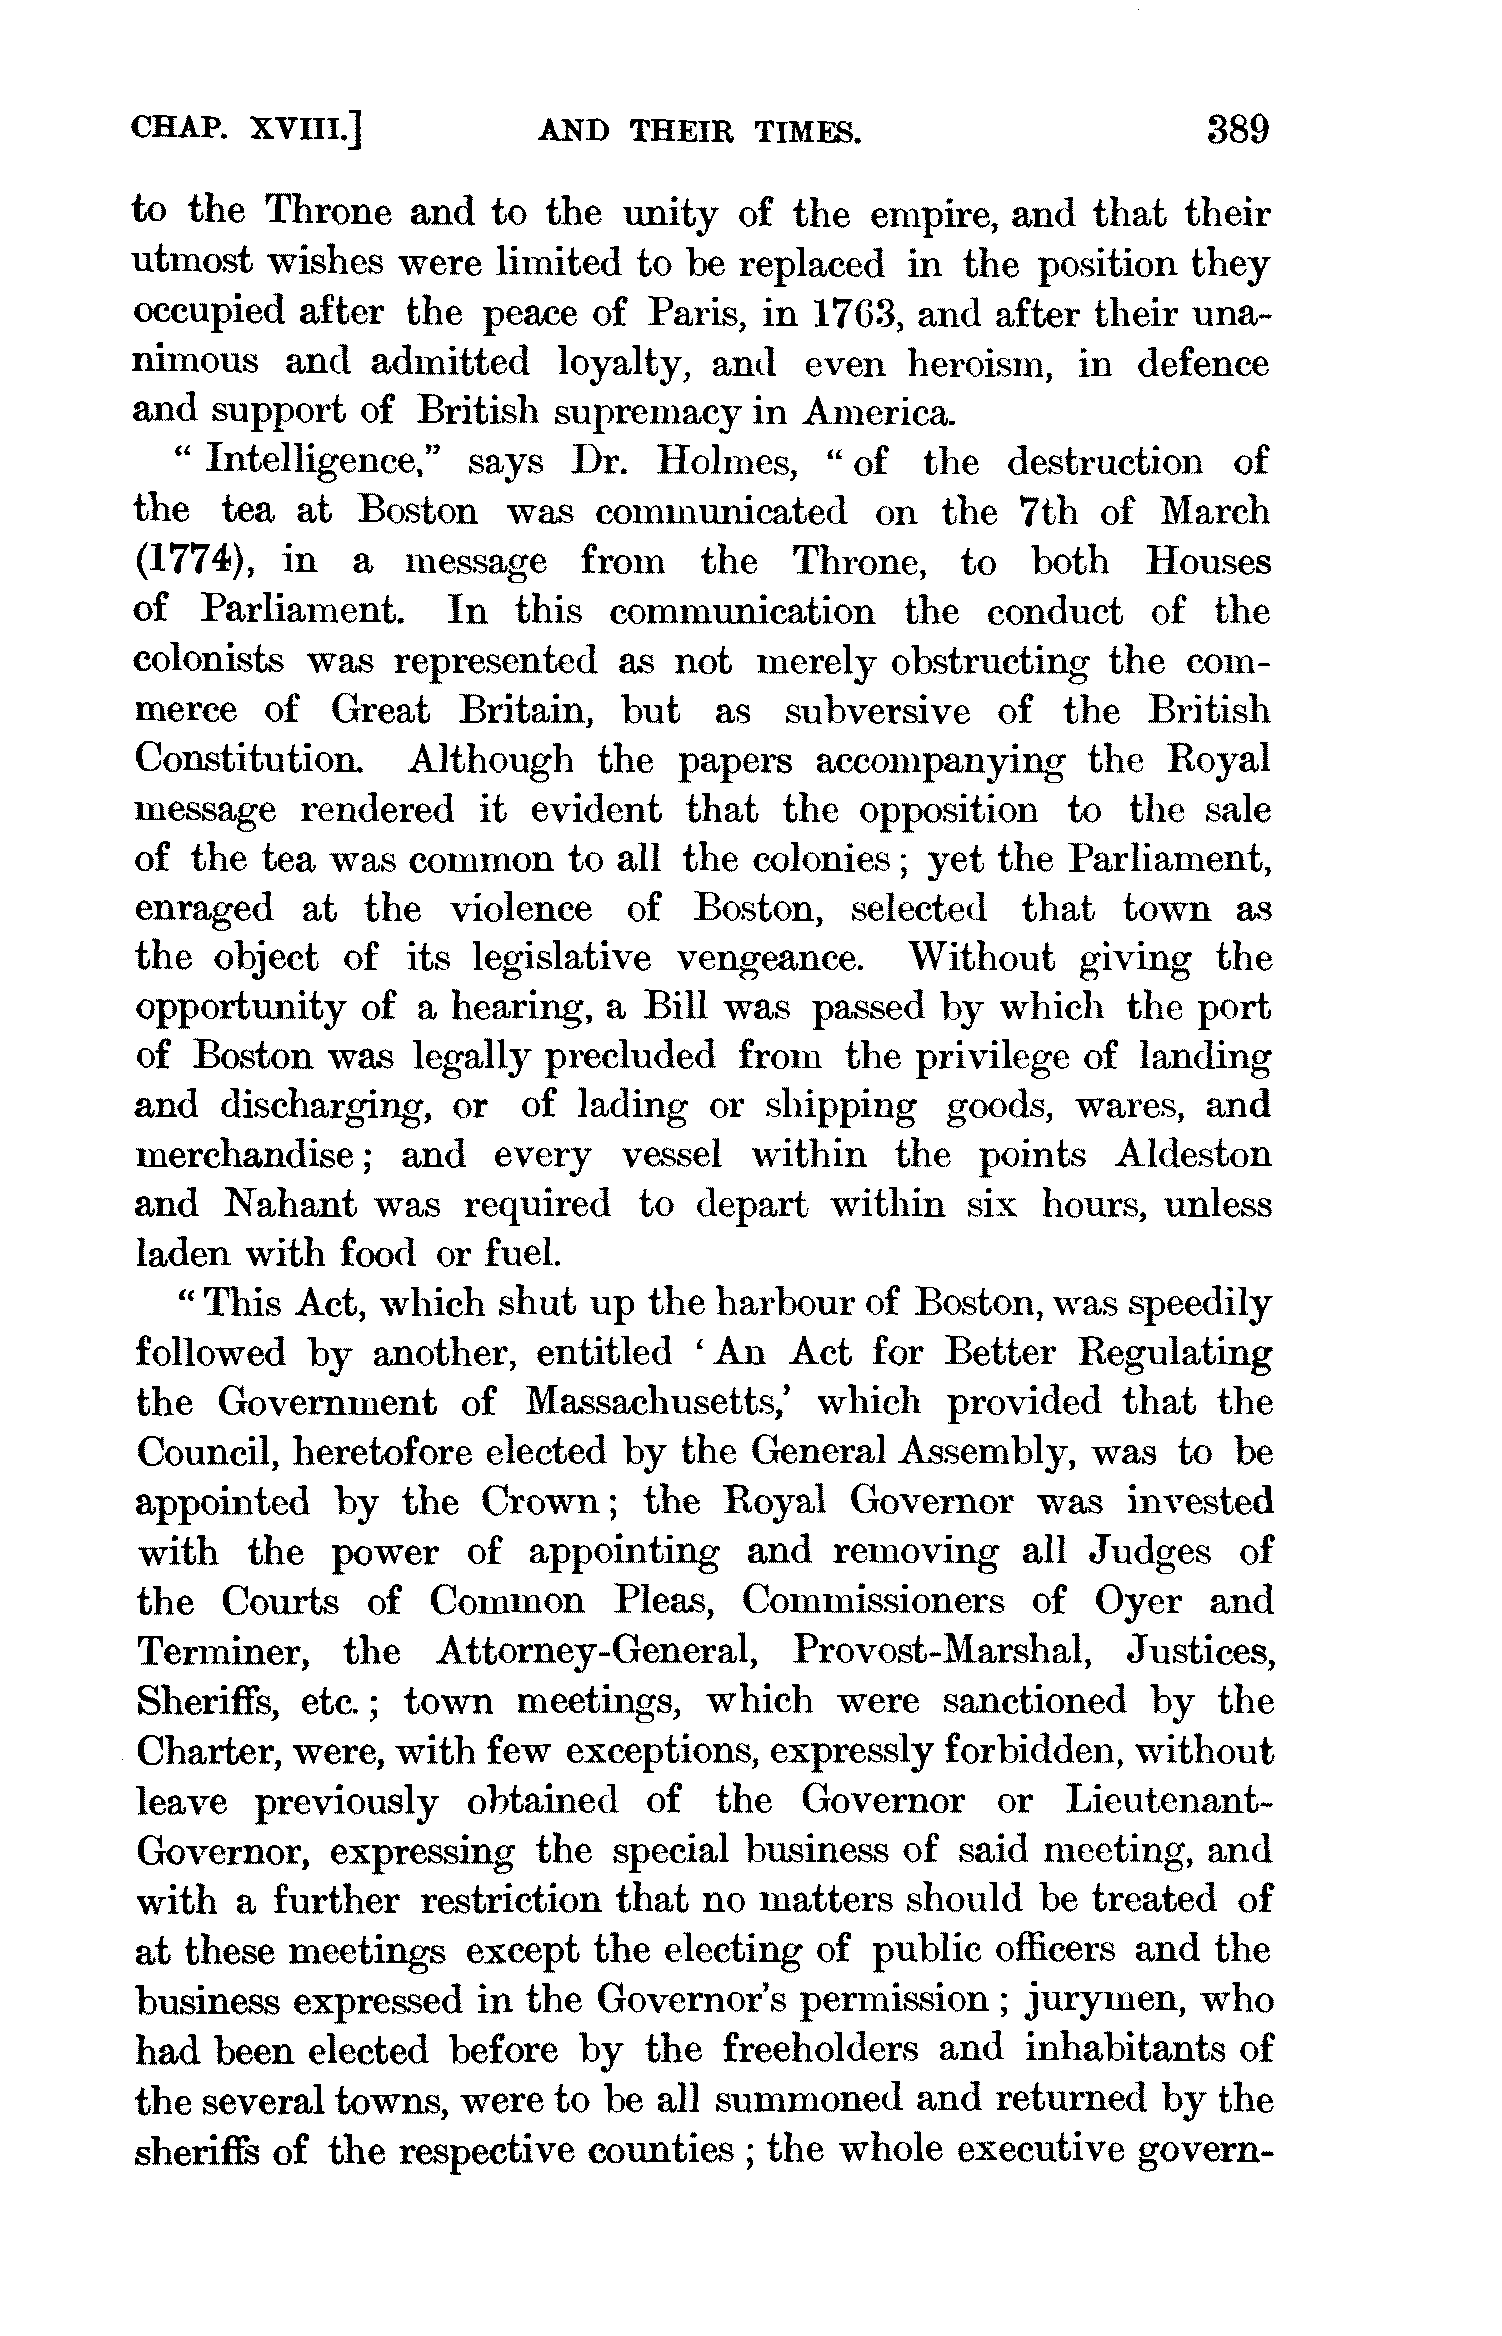 CHAP. XVIII.] AND THEIR TIMES. 389
to the Throne and to the unity of the empire, and that their
utmost wishes were limited to be replaced in the position they
occupied after the peace of Paris, in 1763, and after their una-
nimous and admitted loyalty, and even heroism, in defence
and support of British supremacy in America.
" Intelligence," says Dr. Holmes, " of the destruction of
the tea at Boston was communicated on the 7th of March
(1774), in a message from the Throne, to both Houses
of Parliament. In this communication the conduct of the
colonists was represented as not merely obstructing the com-
merce of Great Britain, but as subversive of the British
Constitution. Although the papers accompanying the Royal
message rendered it evident that the opposition to the sale
of the tea was common to all the colonies ; yet the Parliament,
enraged at the violence of Boston, selected that town as
the object of its legislative vengeance. Without giving the
opportunity of a hearing, a Bill was passed by which the port
of Boston was legally precluded from the privilege of landing
and discharging, or of lading or shipping goods, wares, and
merchandise ; and every vessel within the points Aldeston
and Nahant was required to depart within six hours, unless
laden with food or fuel.
" This Act, which shut up the harbour of Boston, was speedily
followed by another, entitled ' An Act for Better Regulating
the Government of Massachusetts,' which provided that the
Council, heretofore elected by the General Assembly, was to be
appointed by the Crown ; the Royal Governor was invested
with the power of appointing and removing all Judges of
the Courts of Common Pleas, Commissioners of Oyer and
Terminer, the Attorney-General, Provost-Marshal, Justices,
Sheriffs, etc. ; town meetings, which were sanctioned by the
Charter, were, with few exceptions, expressly forbidden, without
leave previously obtained of the Governor or Lieutenant-
Governor, expressing the special business of said meeting, and
with a further restriction that no matters should be treated of
at these meetings except the electing of public officers and the
business expressed in the Governor's permission ; jurymen, who
had been elected before by the freeholders and inhabitants of
the several towns, were to be all summoned and returned by the
sheriffs of the respective counties ; the whole executive govern-